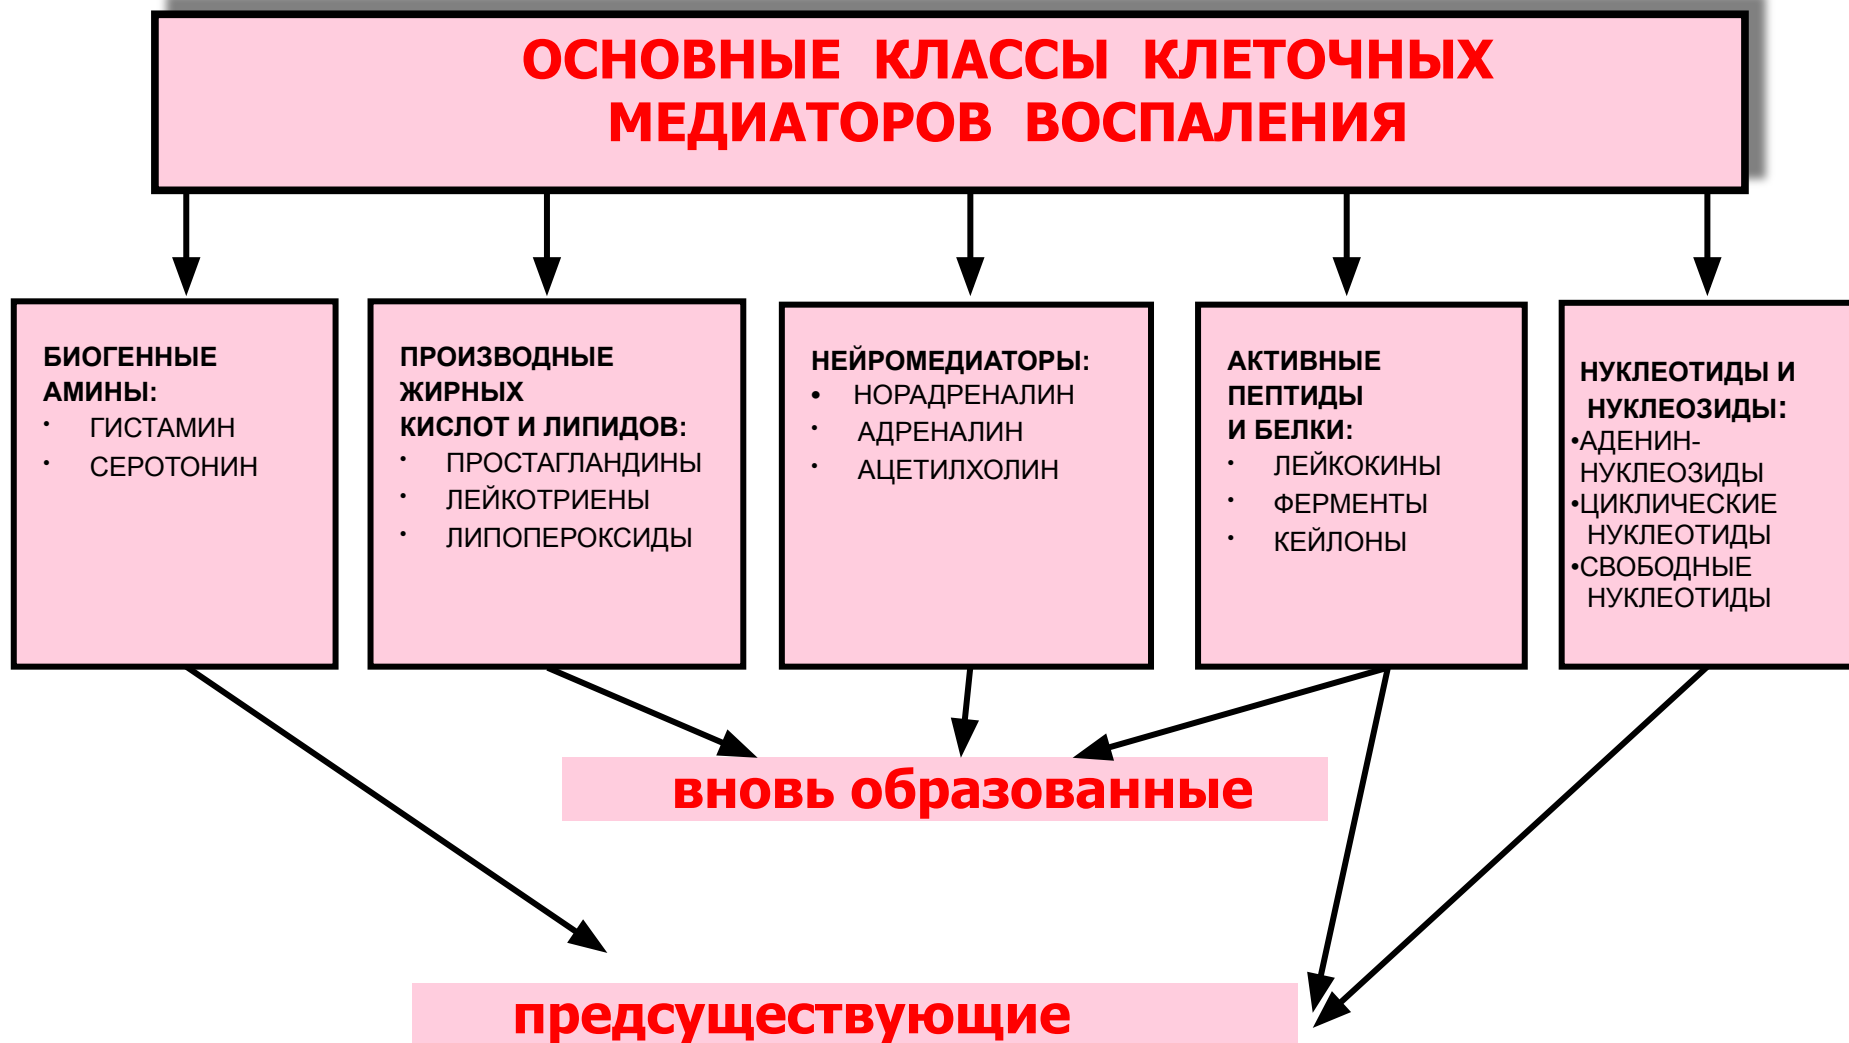 ОСНОВНЫЕ КЛАССЫ КЛЕТОЧНЫХ
МЕДИАТОРОВ ВОСПАЛЕНИЯ
БИОГЕННЫЕ
АМИНЫ:
• ГИСТАМИН
• СЕРОТОНИН
ПРОИЗВОДНЫЕ
ЖИРНЫХ
КИСЛОТ И ЛИПИДОВ:
• ПРОСТАГЛАНДИНЫ
• ЛЕЙКОТРИЕНЫ
• ЛИПОПЕРОКСИДЫ
НЕЙРОМЕДИАТОРЫ:
• НОРАДРЕНАЛИН
• АДРЕНАЛИН
• АЦЕТИЛХОЛИН
АКТИВНЫЕ
ПЕПТИДЫ
И БЕЛКИ:
• ЛЕЙКОКИНЫ
• ФЕРМЕНТЫ
• КЕЙЛОНЫ
НУКЛЕОТИДЫ И
НУКЛЕОЗИДЫ:
•АДЕНИН-
НУКЛЕОЗИДЫ
•ЦИКЛИЧЕСКИЕ
НУКЛЕОТИДЫ
•СВОБОДНЫЕ
НУКЛЕОТИДЫ
вновь образованные
предсуществующие